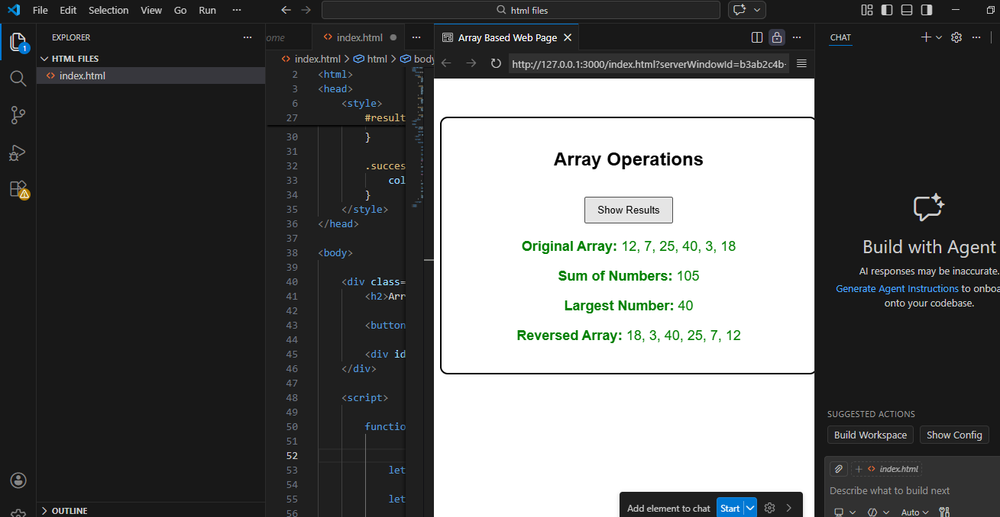 File Edit Selection View Go Run ···
html files
EXPLORER ···
HTML FILES
index.html
OUTLINE
ome index.html ···
index.html > html > body
2 <html>
3 <head>
6 <style>
27 #result
30 }
31
32 .succes
33 col
34 }
35 </style>
36 </head>
37
38 <body>
39
40 <div class=
41 <h2>Arr
42
43 <button
44
45 <div id
46 </div>
47
48 <script>
49
50 functio
51
52
53 let
54
55 let
56
Array Based Web Page ···
http://127.0.0.1:3000/index.html?serverWindowId=b3ab2c4b-
Array Operations
Show Results
Original Array: 12, 7, 25, 40, 3, 18
Sum of Numbers: 105
Largest Number: 40
Reversed Array: 18, 3, 40, 25, 7, 12
Add element to chat Start
CHAT ···
Build with Agent
AI responses may be inaccurate.
Generate Agent Instructions to onboa
onto your codebase.
SUGGESTED ACTIONS
Build Workspace Show Config
+ index.html
Describe what to build next
Auto
1